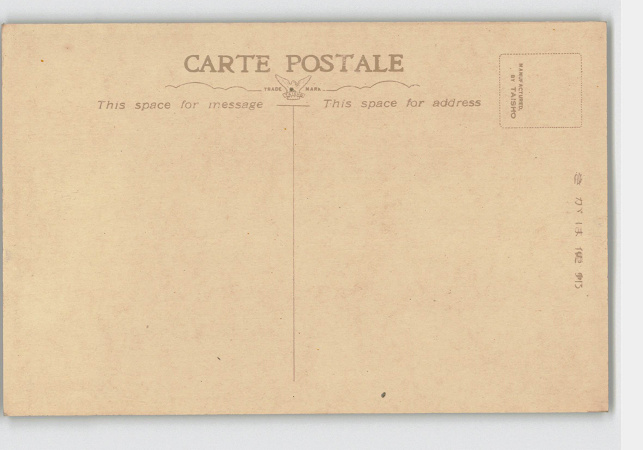 CARTE POSTALE
TRADE MARK
This space for message
This space for address
MANUFACTURED
BY TAISHO